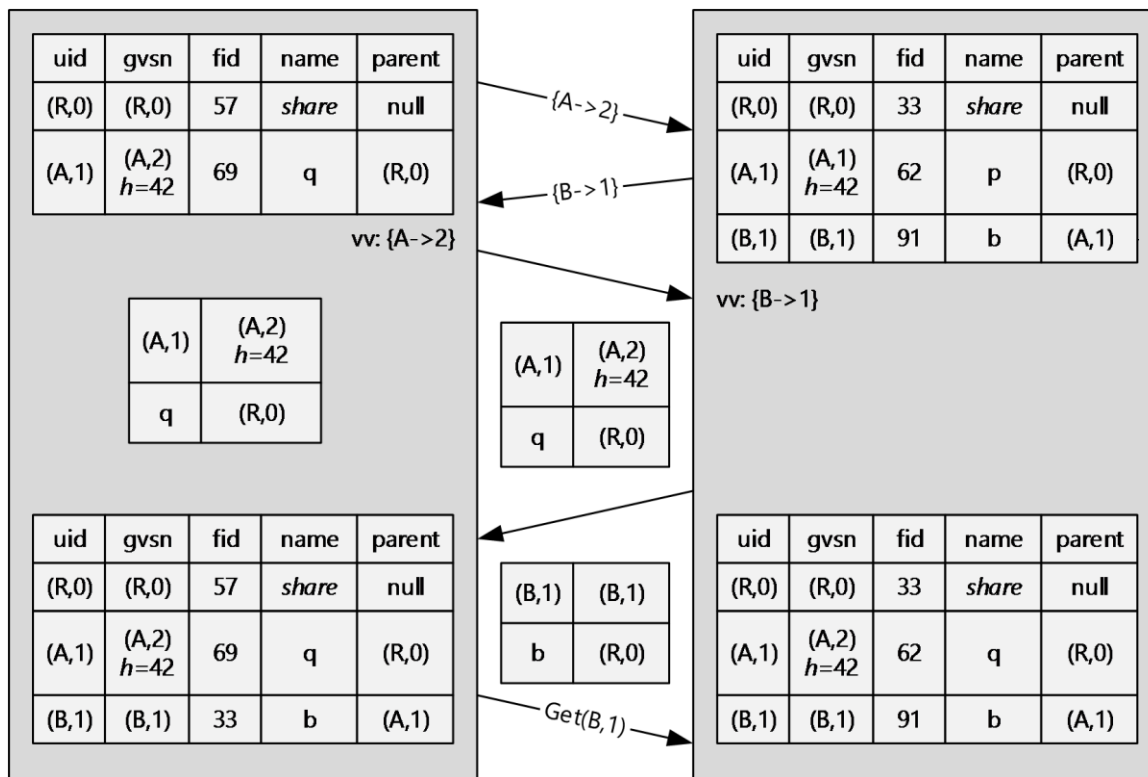 uid gvsn fid name parent
(R,0) (R,0) 57 share null
(A,1) (A,2) h=42 69 q (R,0)
vv: {A->2}
{A->2}
{B->1}
uid gvsn fid name parent
(R,0) (R,0) 33 share null
(A,1) (A,1) h=42 62 p (R,0)
(B,1) (B,1) 91 b (A,1)
vv: {B->1}
(A,1) (A,2) h=42
q (R,0)
(A,1) (A,2) h=42
q (R,0)
uid gvsn fid name parent
(R,0) (R,0) 57 share null
(A,1) (A,2) h=42 69 q (R,0)
(B,1) (B,1) 33 b (A,1)
(B,1) (B,1)
b (R,0)
Get(B,1)
uid gvsn fid name parent
(R,0) (R,0) 33 share null
(A,1) (A,2) h=42 62 q (R,0)
(B,1) (B,1) 91 b (A,1)